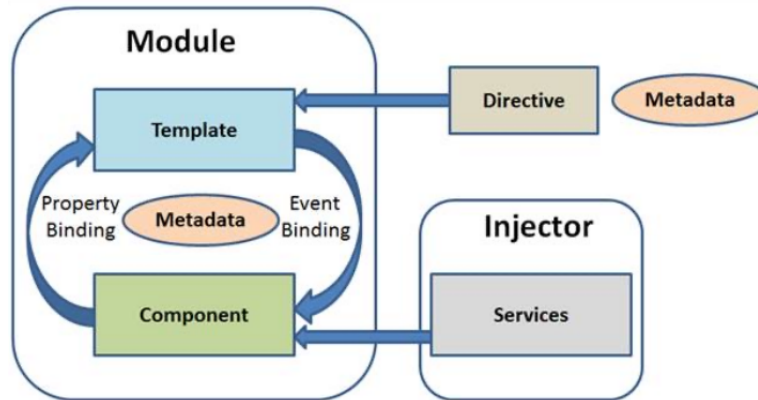 Module
Template
Directive
Metadata
Property
Binding
Metadata
Event
Binding
Injector
Component
Services